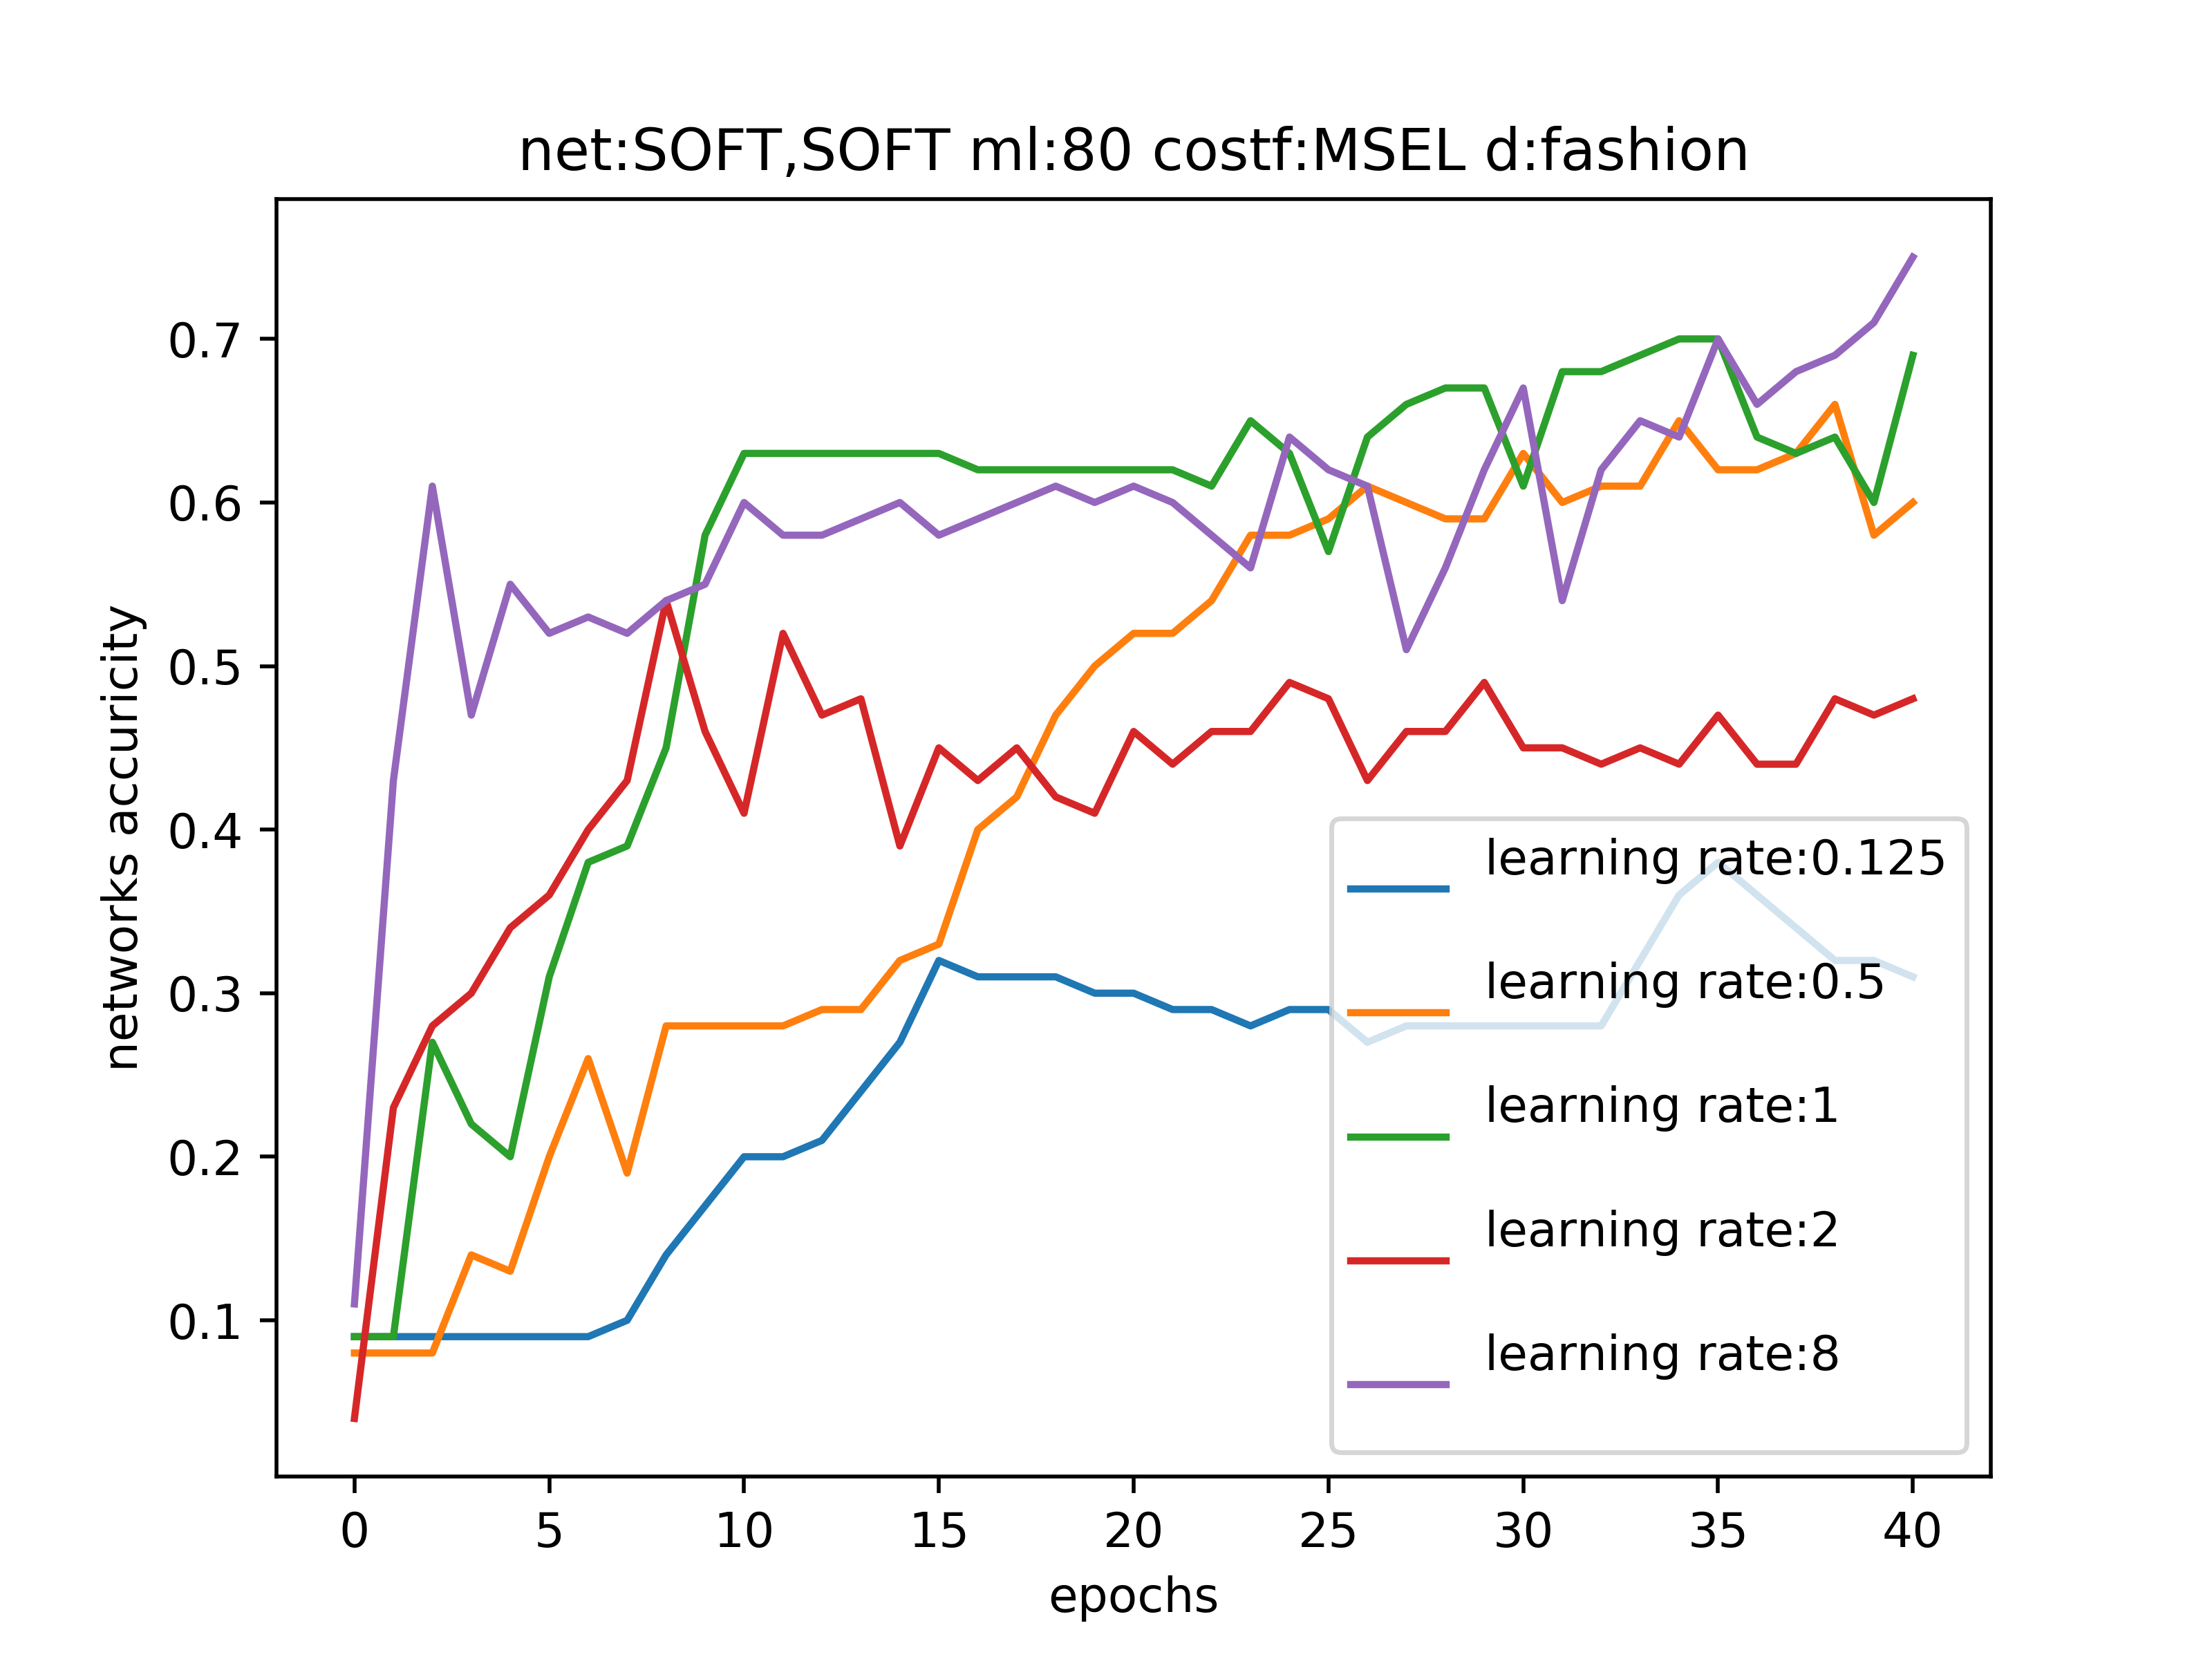 net:SOFT,SOFT ml:80 costf:MSEL d:fashion
networks accuricity
0.7
0.6
0.5
0.4
0.3
0.2
0.1
learning rate:0.125
learning rate:0.5
learning rate:1
learning rate:2
learning rate:8
0 5 10 15 20 25 30 35 40
epochs